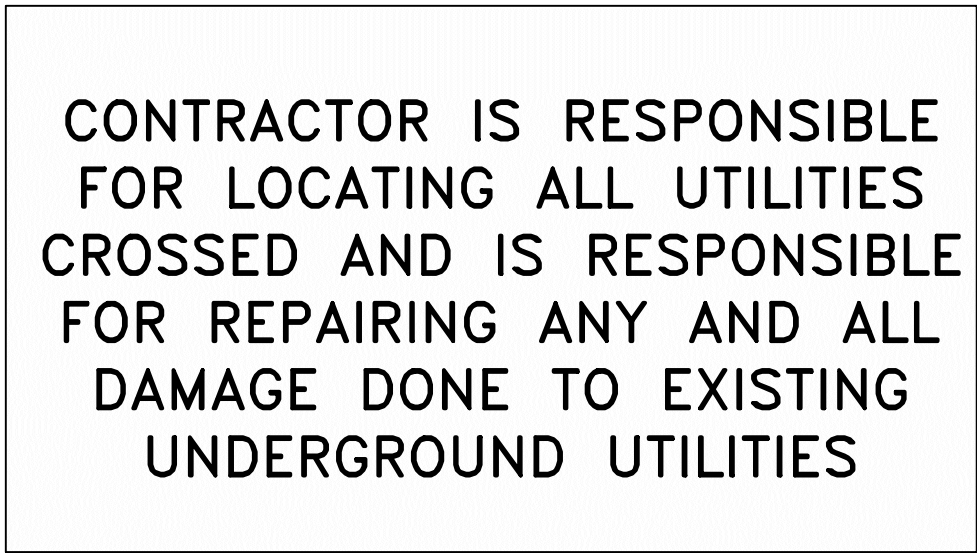 CONTRACTOR IS RESPONSIBLE
FOR LOCATING ALL UTILITIES
CROSSED AND IS RESPONSIBLE
FOR REPAIRING ANY AND ALL
DAMAGE DONE TO EXISTING
UNDERGROUND UTILITIES